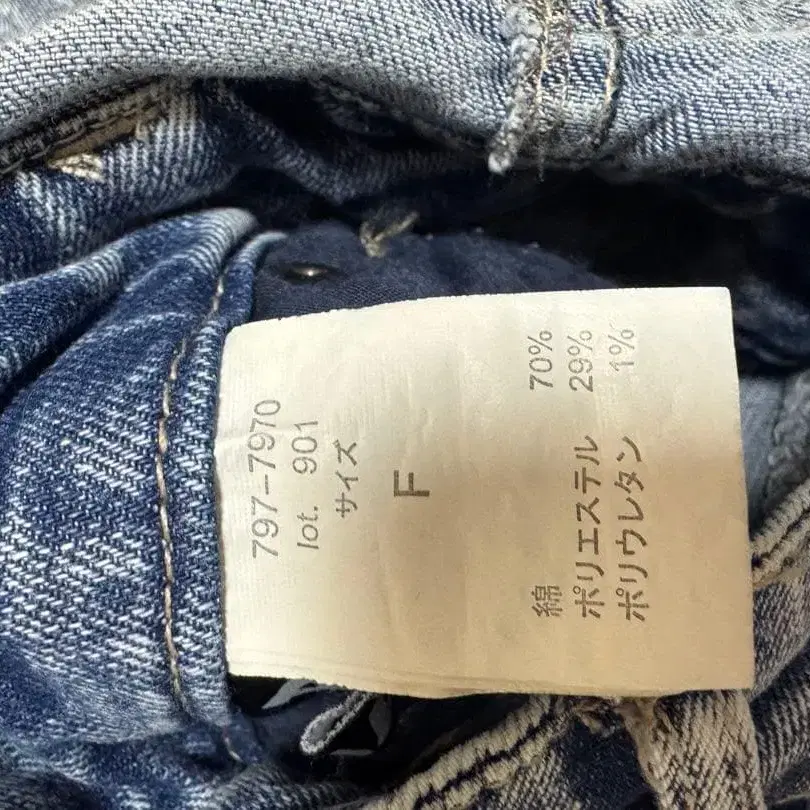 797-7970
lot. 901
サイズ
F
綿 70%
ポリエステル 29%
ポリウレタン 1%